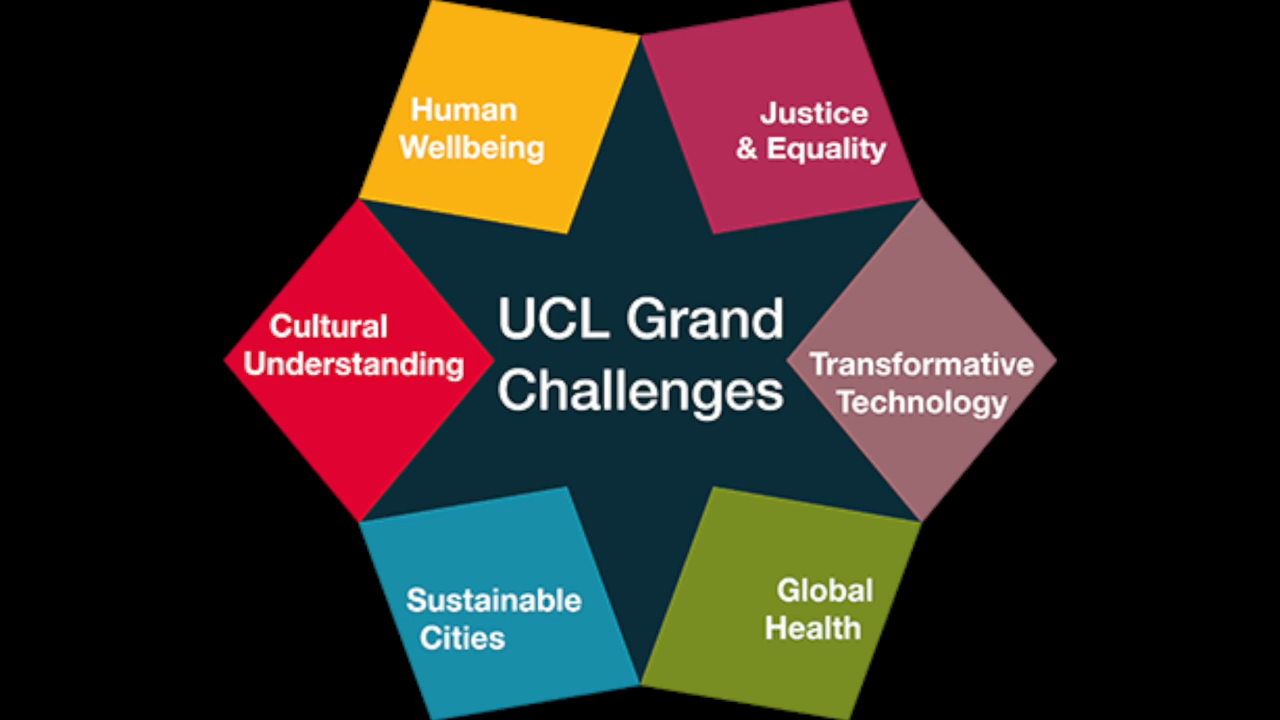 Human
Wellbeing
Justice
& Equality
Cultural
Understanding
UCL Grand
Challenges
Transformative
Technology
Sustainable
Cities
Global
Health